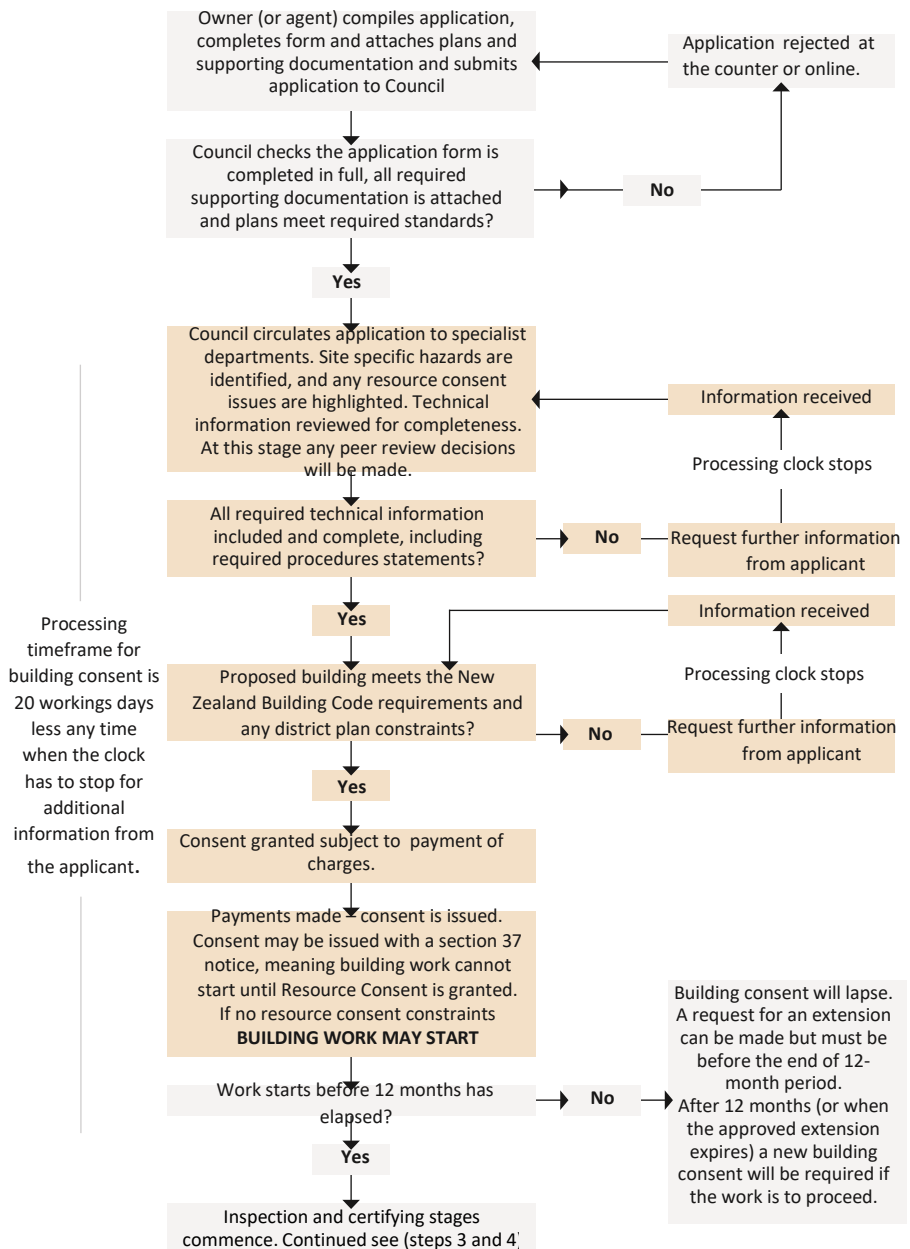 Owner (or agent) compiles application,
completes form and attaches plans and
supporting documentation and submits
application to Council
Application rejected at
the counter or online.
Council checks the application form is
completed in full, all required
supporting documentation is attached
and plans meet required standards?
No
Yes
Council circulates application to specialist
departments. Site specific hazards are
identified, and any resource consent
issues are highlighted. Technical
information reviewed for completeness.
At this stage any peer review decisions
will be made.
Information received
Processing clock stops
All required technical information
included and complete, including
required procedures statements?
No
Request further information
from applicant
Yes
Information received
Processing clock stops
Proposed building meets the New
Zealand Building Code requirements and
any district plan constraints?
No
Request further information
from applicant
Yes
Processing
timeframe for
building consent is
20 workings days
less any time
when the clock
has to stop for
additional
information from
the applicant.
Consent granted subject to payment of
charges.
Payments made – consent is issued.
Consent may be issued with a section 37
notice, meaning building work cannot
start until Resource Consent is granted.
If no resource consent constraints
BUILDING WORK MAY START
Work starts before 12 months has
elapsed?
No
Building consent will lapse.
A request for an extension
can be made but must be
before the end of 12-
month period.
After 12 months (or when
the approved extension
expires) a new building
consent will be required if
the work is to proceed.
Yes
Inspection and certifying stages
commence. Continued see (steps 3 and 4)